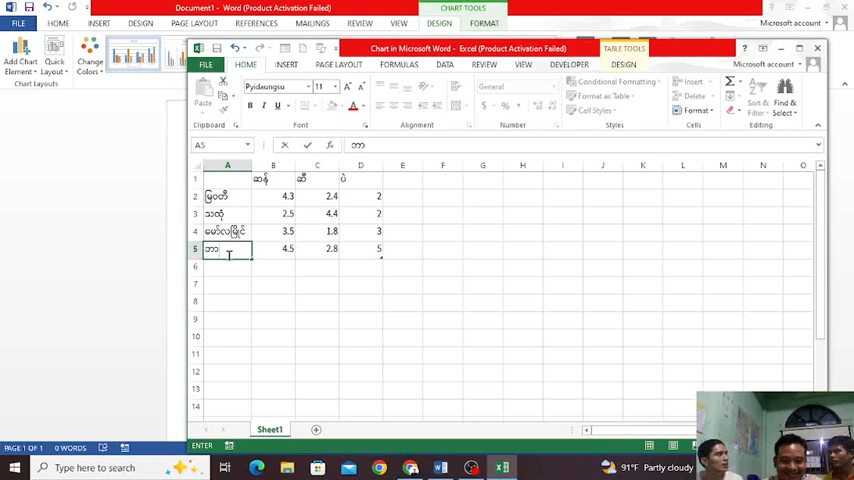 Document1 - Word (Product Activation Failed)
CHART TOOLS
FILE HOME INSERT DESIGN PAGE LAYOUT REFERENCES MAILINGS REVIEW VIEW DESIGN FORMAT Microsoft account
Add Chart Element Quick Layout Change Colors
Chart Layouts
Chart in Microsoft Word - Excel (Product Activation Failed)
TABLE TOOLS
FILE HOME INSERT PAGE LAYOUT FORMULAS DATA REVIEW VIEW DEVELOPER DESIGN Microsoft account
Paste Pyidaungsu 11 General Conditional Formatting Insert
Format as Table Delete Sort & Filter Find & Select
B I U $ % , Cell Styles Format
Clipboard Font Alignment Number Styles Cells Editing
A5 ဘာ
A B C D E F G H I J K L M N O
1 ဆန် ဆီ ပဲ
2 မြဝတီ 4.3 2.4 2
3 သထုံ 2.5 4.4 2
4 မော်လမြိုင် 3.5 1.8 3
5 ဘာ 4.5 2.8 5
6
7
8
9
10
11
12
13
14
Sheet1
ENTER
PAGE 1 OF 1 0 WORDS
Type here to search
91°F Partly cloudy